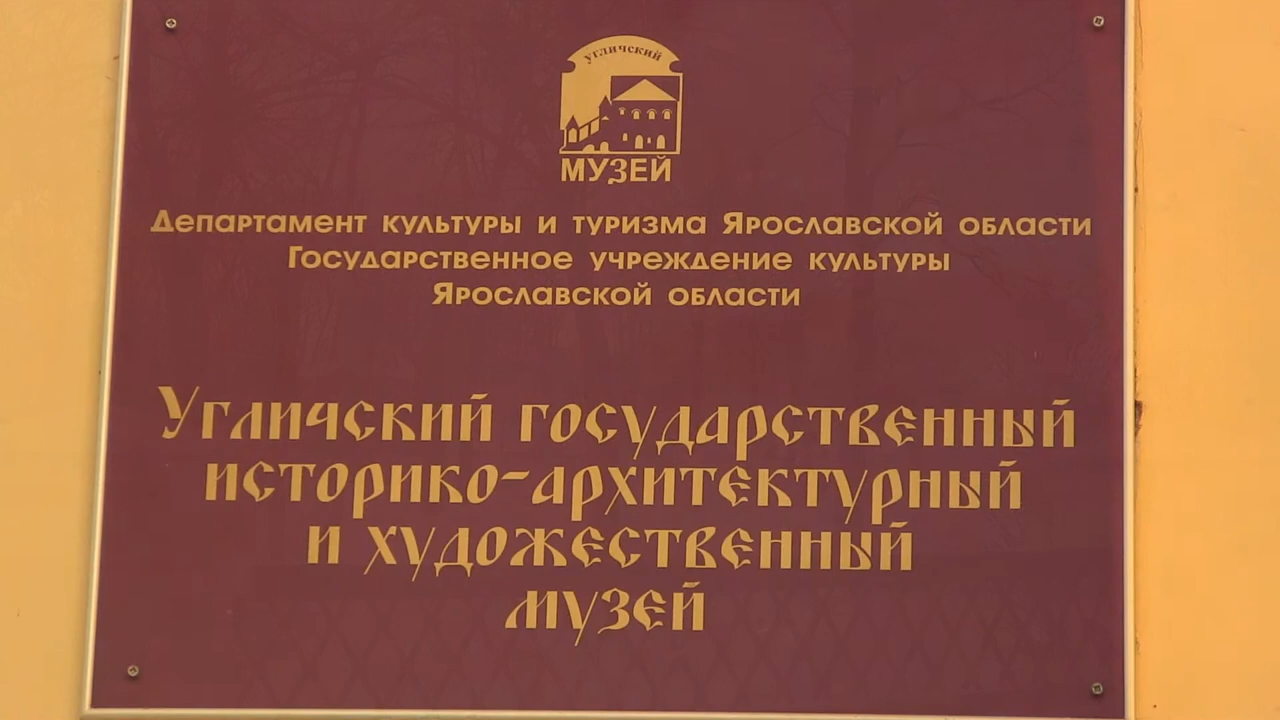 Угличский
МУЗЕЙ
Департамент культуры и туризма Ярославской области
Государственное учреждение культуры
Ярославской области
Угличский государственный
историко-архитектурный
и художественный
музей